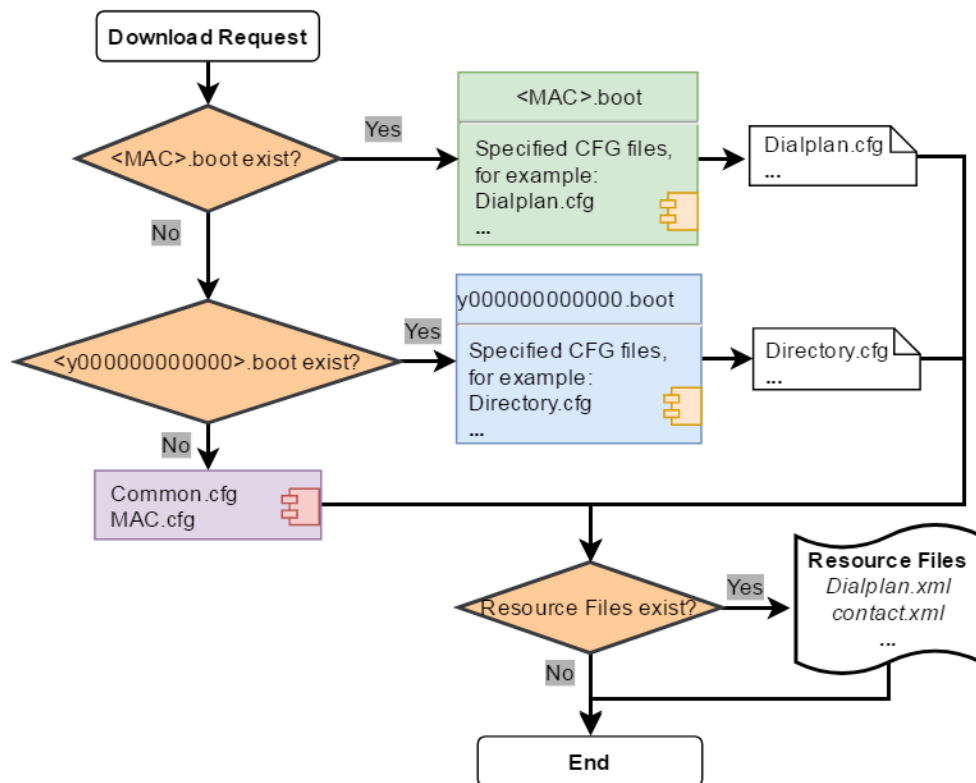 Download Request
<MAC>.boot exist?
Yes
<MAC>.boot
Specified CFG files,
for example:
Dialplan.cfg
...
Dialplan.cfg
...
No
<y000000000000>.boot exist?
Yes
y000000000000.boot
Specified CFG files,
for example:
Directory.cfg
...
Directory.cfg
...
No
Common.cfg
MAC.cfg
Resource Files exist?
Yes
Resource Files
Dialplan.xml
contact.xml
...
No
End